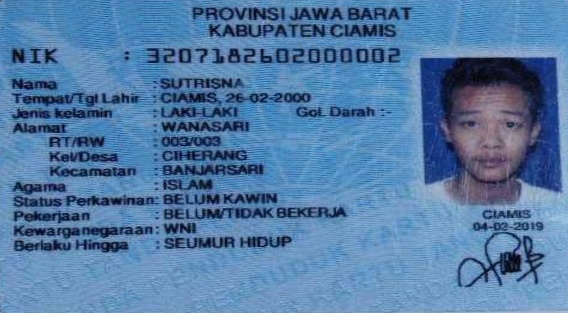 PROVINSI JAWA BARAT
KABUPATEN CIAMIS
NIK : 3207182602000002
Nama : SUTRISNA
Tempat/Tgl Lahir : CIAMIS, 26-02-2000
Jenis kelamin : LAKI-LAKI Gol. Darah :-
Alamat : WANASARI
RT/RW : 003/003
Kel/Desa : CIHERANG
Kecamatan : BANJARSARI
Agama : ISLAM
Status Perkawinan: BELUM KAWIN
Pekerjaan : BELUM/TIDAK BEKERJA
Kewarganegaraan: WNI
Berlaku Hingga : SEUMUR HIDUP
CIAMIS
04-02-2019